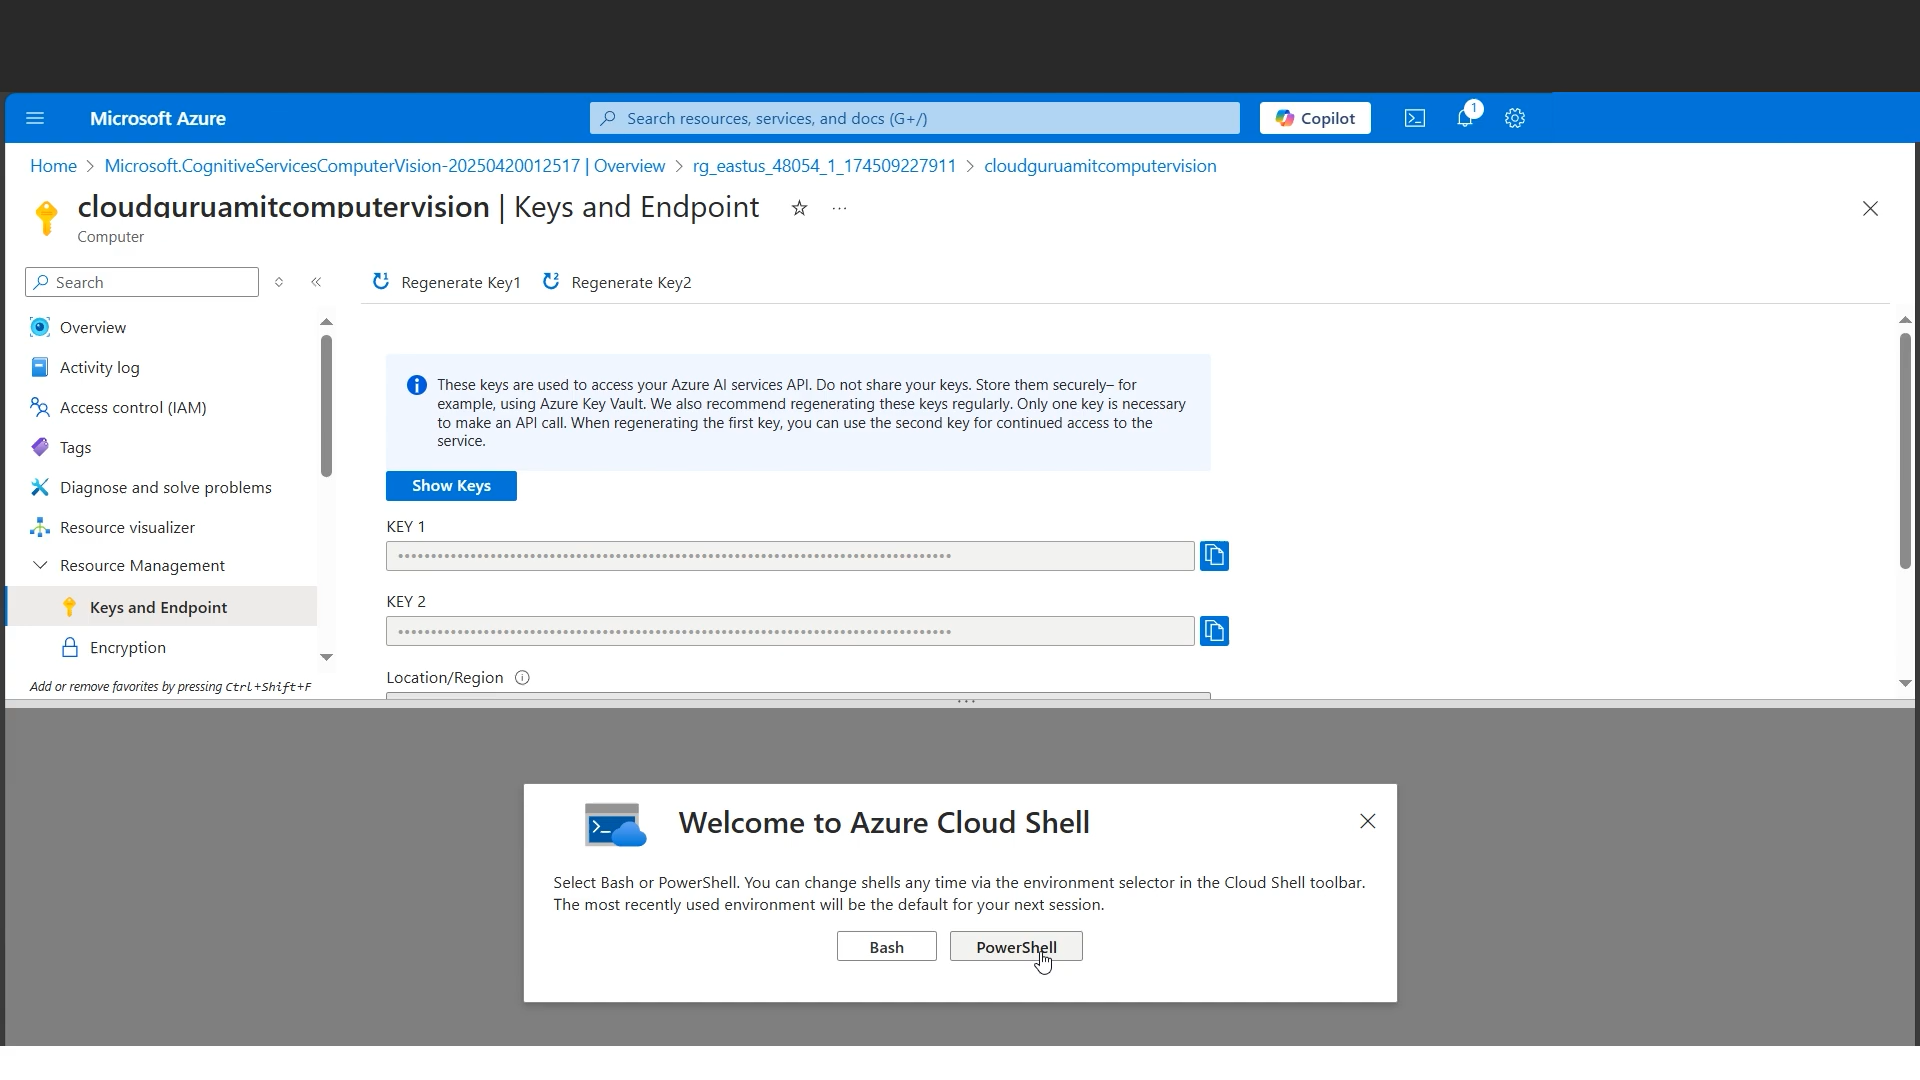 Microsoft Azure
Search resources, services, and docs (G+/)
Copilot
1
Home > Microsoft.CognitiveServicesComputerVision-20250420012517 | Overview > rg_eastus_48054_1_174509227911 > cloudguruamitcomputervision
cloudguruamitcomputervision | Keys and Endpoint
Computer
Search
Regenerate Key1
Regenerate Key2
Overview
Activity log
Access control (IAM)
Tags
Diagnose and solve problems
Resource visualizer
Resource Management
Keys and Endpoint
Encryption
Add or remove favorites by pressing Ctrl+Shift+F
These keys are used to access your Azure AI services API. Do not share your keys. Store them securely– for
example, using Azure Key Vault. We also recommend regenerating these keys regularly. Only one key is necessary
to make an API call. When regenerating the first key, you can use the second key for continued access to the
service.
Show Keys
KEY 1
KEY 2
Location/Region
Welcome to Azure Cloud Shell
Select Bash or PowerShell. You can change shells any time via the environment selector in the Cloud Shell toolbar.
The most recently used environment will be the default for your next session.
Bash
PowerShell